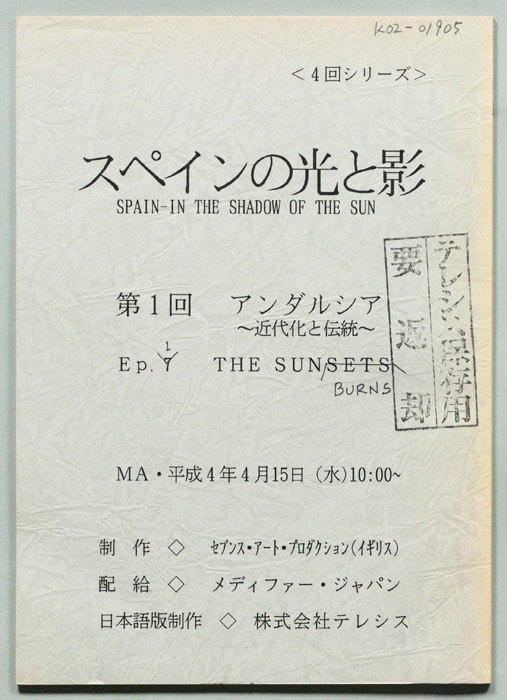 K02-01905
＜４回シリーズ＞
スペインの光と影
SPAIN-IN THE SHADOW OF THE SUN
テレシス保存用
要返却
第１回　アンダルシア
～近代化と伝統～
1
Ep.7　THE SUNSETS
BURNS
ＭＡ・平成４年４月15日（水）10:00~
制　作　◇　セブンス・アート・プロダクション(イギリス)
配　給　◇　メディファー・ジャパン
日本語版制作　◇　株式会社テレシス